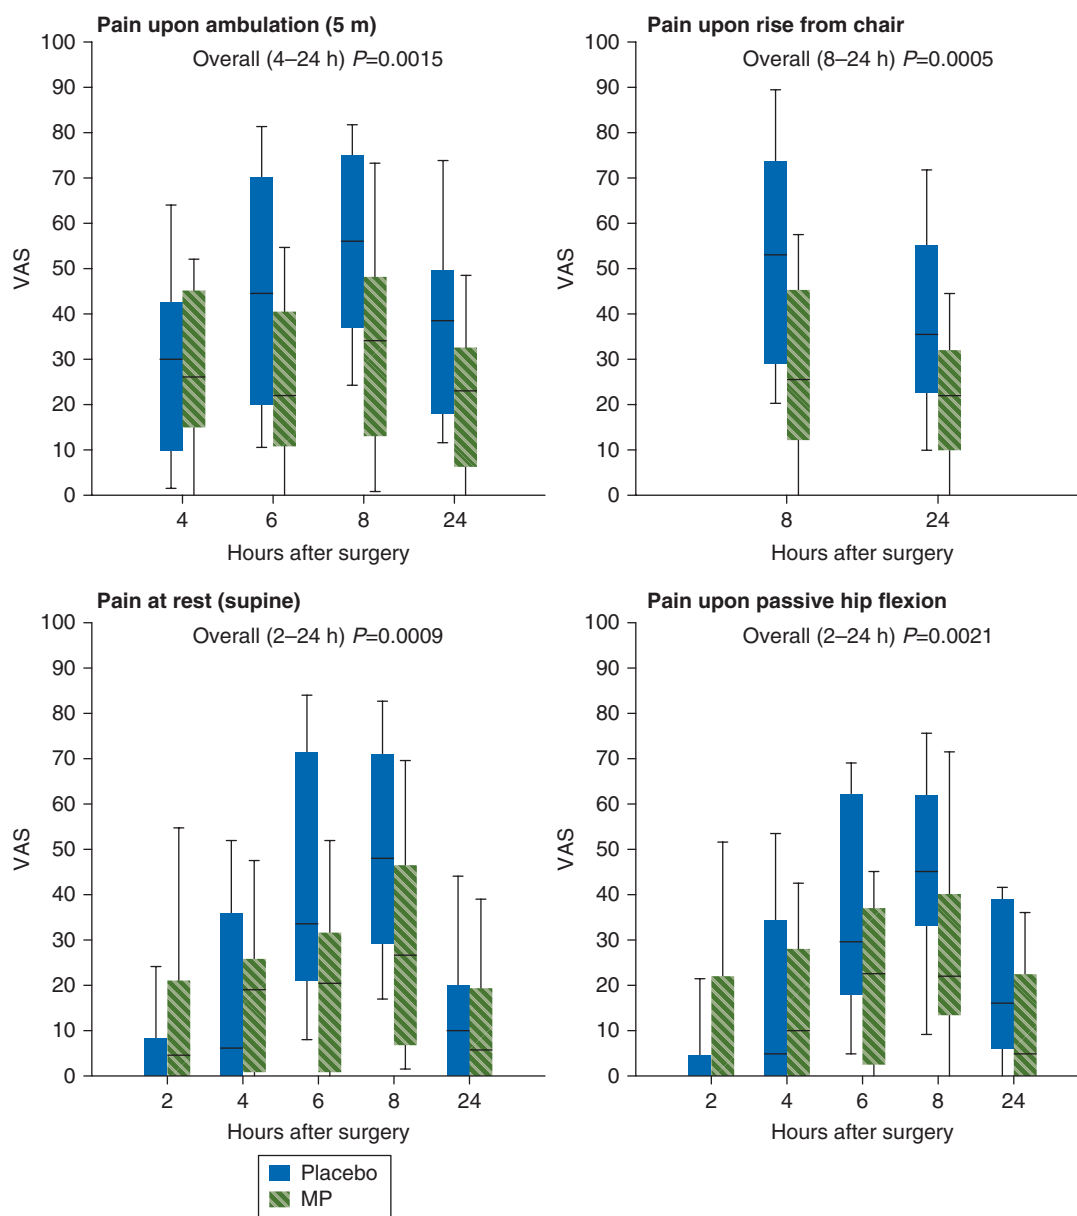 Pain upon ambulation (5 m)
Overall (4–24 h) P=0.0015
100
90
80
70
60
50
40
30
20
10
0
VAS
4 6 8 24
Hours after surgery
Pain upon rise from chair
Overall (8–24 h) P=0.0005
100
90
80
70
60
50
40
30
20
10
0
VAS
8 24
Hours after surgery
Pain at rest (supine)
Overall (2–24 h) P=0.0009
100
90
80
70
60
50
40
30
20
10
0
VAS
2 4 6 8 24
Hours after surgery
Pain upon passive hip flexion
Overall (2–24 h) P=0.0021
100
90
80
70
60
50
40
30
20
10
0
VAS
2 4 6 8 24
Hours after surgery
Placebo
MP